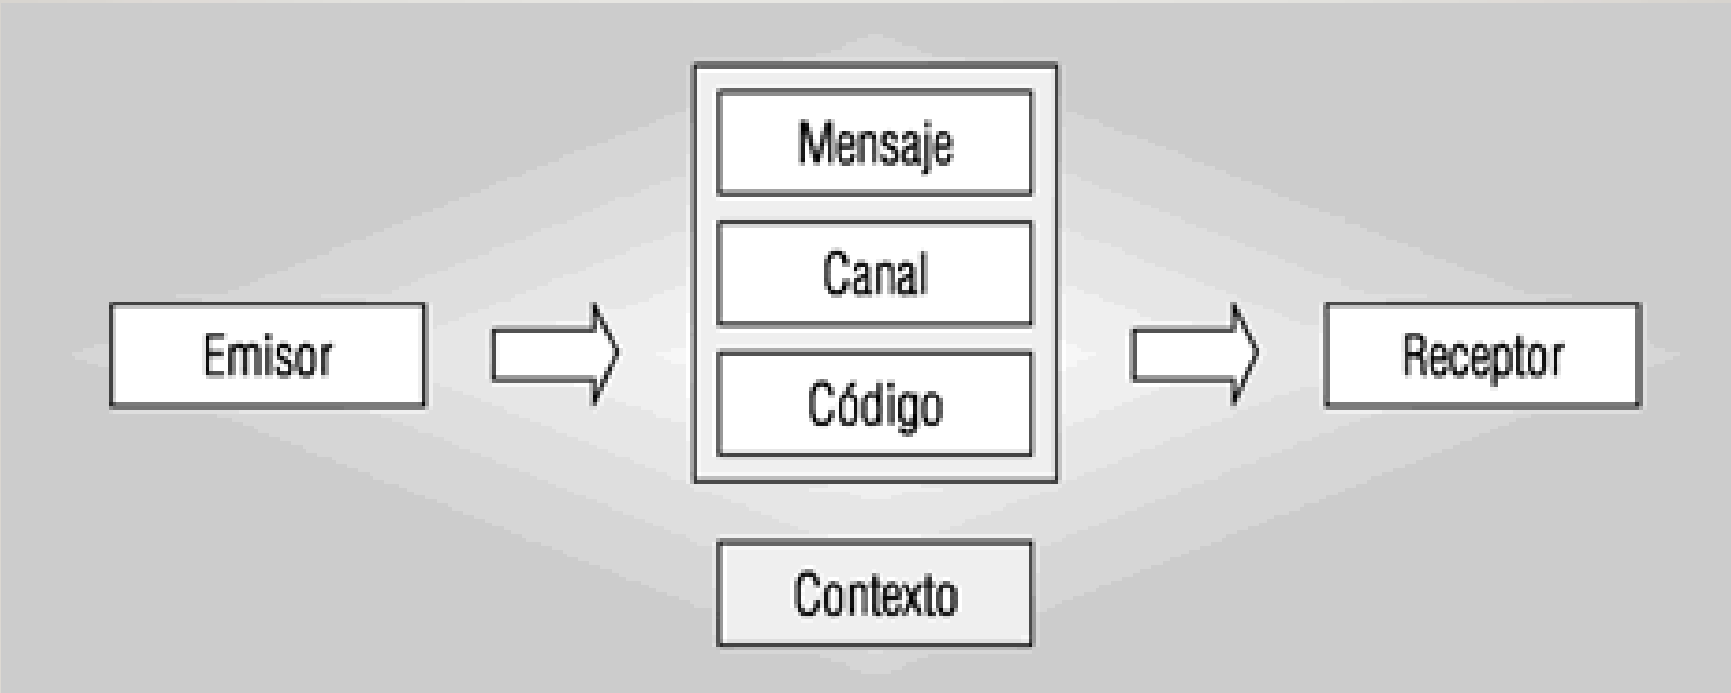 Mensaje
Canal
Emisor
Receptor
Código
Contexto